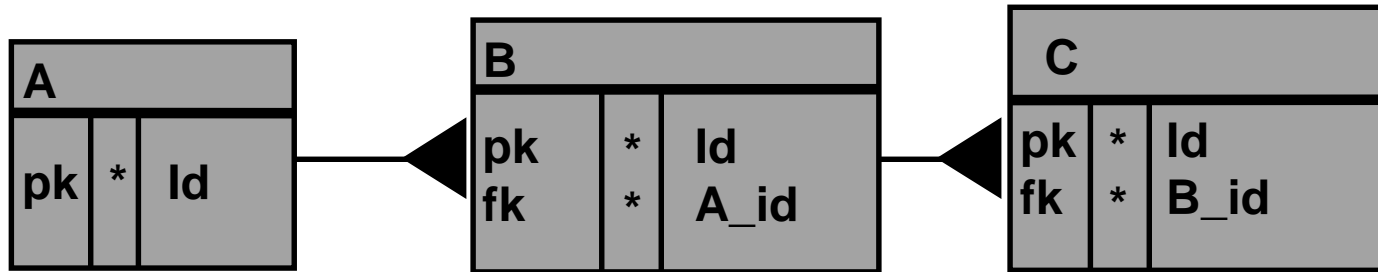 A
pk * Id
B
pk * Id
fk * A_id
C
pk * Id
fk * B_id